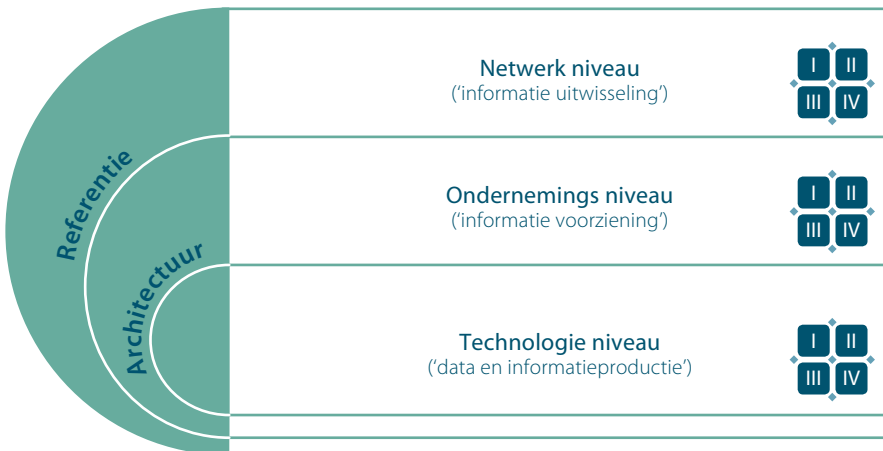 Referentie
Architectuur
Netwerk niveau
(‘informatie uitwisseling’)
I II
III IV
Ondernemings niveau
(‘informatie voorziening’)
I II
III IV
Technologie niveau
(‘data en informatieproductie’)
I II
III IV